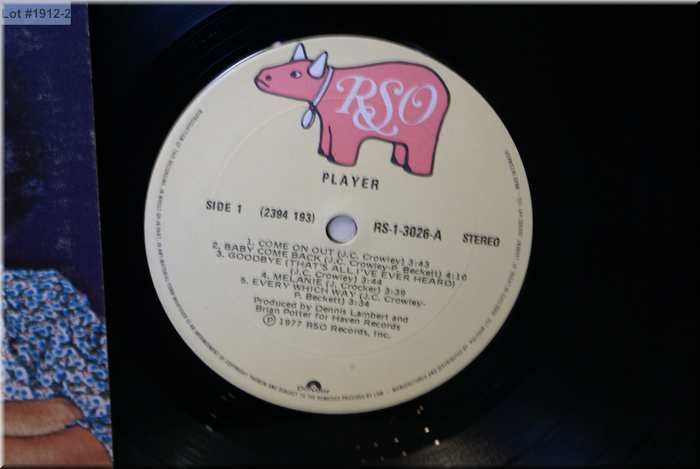 Lot #1912-2
RSO
PLAYER
SIDE 1 (2394 193) RS-1-3026-A STEREO
1. COME ON OUT (J.C. Crowley) 3:43
2. BABY COME BACK (J.C. Crowley-P. Beckett) 4:10
3. GOODBYE (THAT'S ALL I'VE EVER HEARD)
(J.C. Crowley) 3:44
4. MELANIE (J. Crocker) 3:38
5. EVERY WHICH WAY (J.C. Crowley-
P. Beckett) 3:34
Produced by Dennis Lambert and
Brian Potter for Haven Records
Ⓟ 1977 RSO Records, Inc.